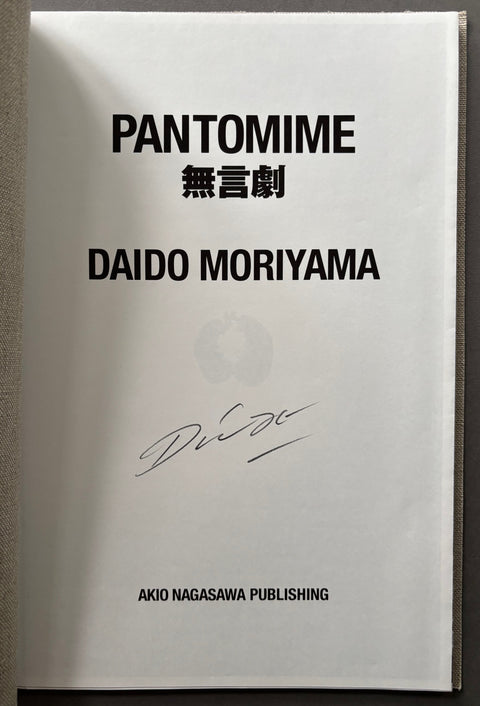 PANTOMIME
無言劇
DAIDO MORIYAMA
AKIO NAGASAWA PUBLISHING